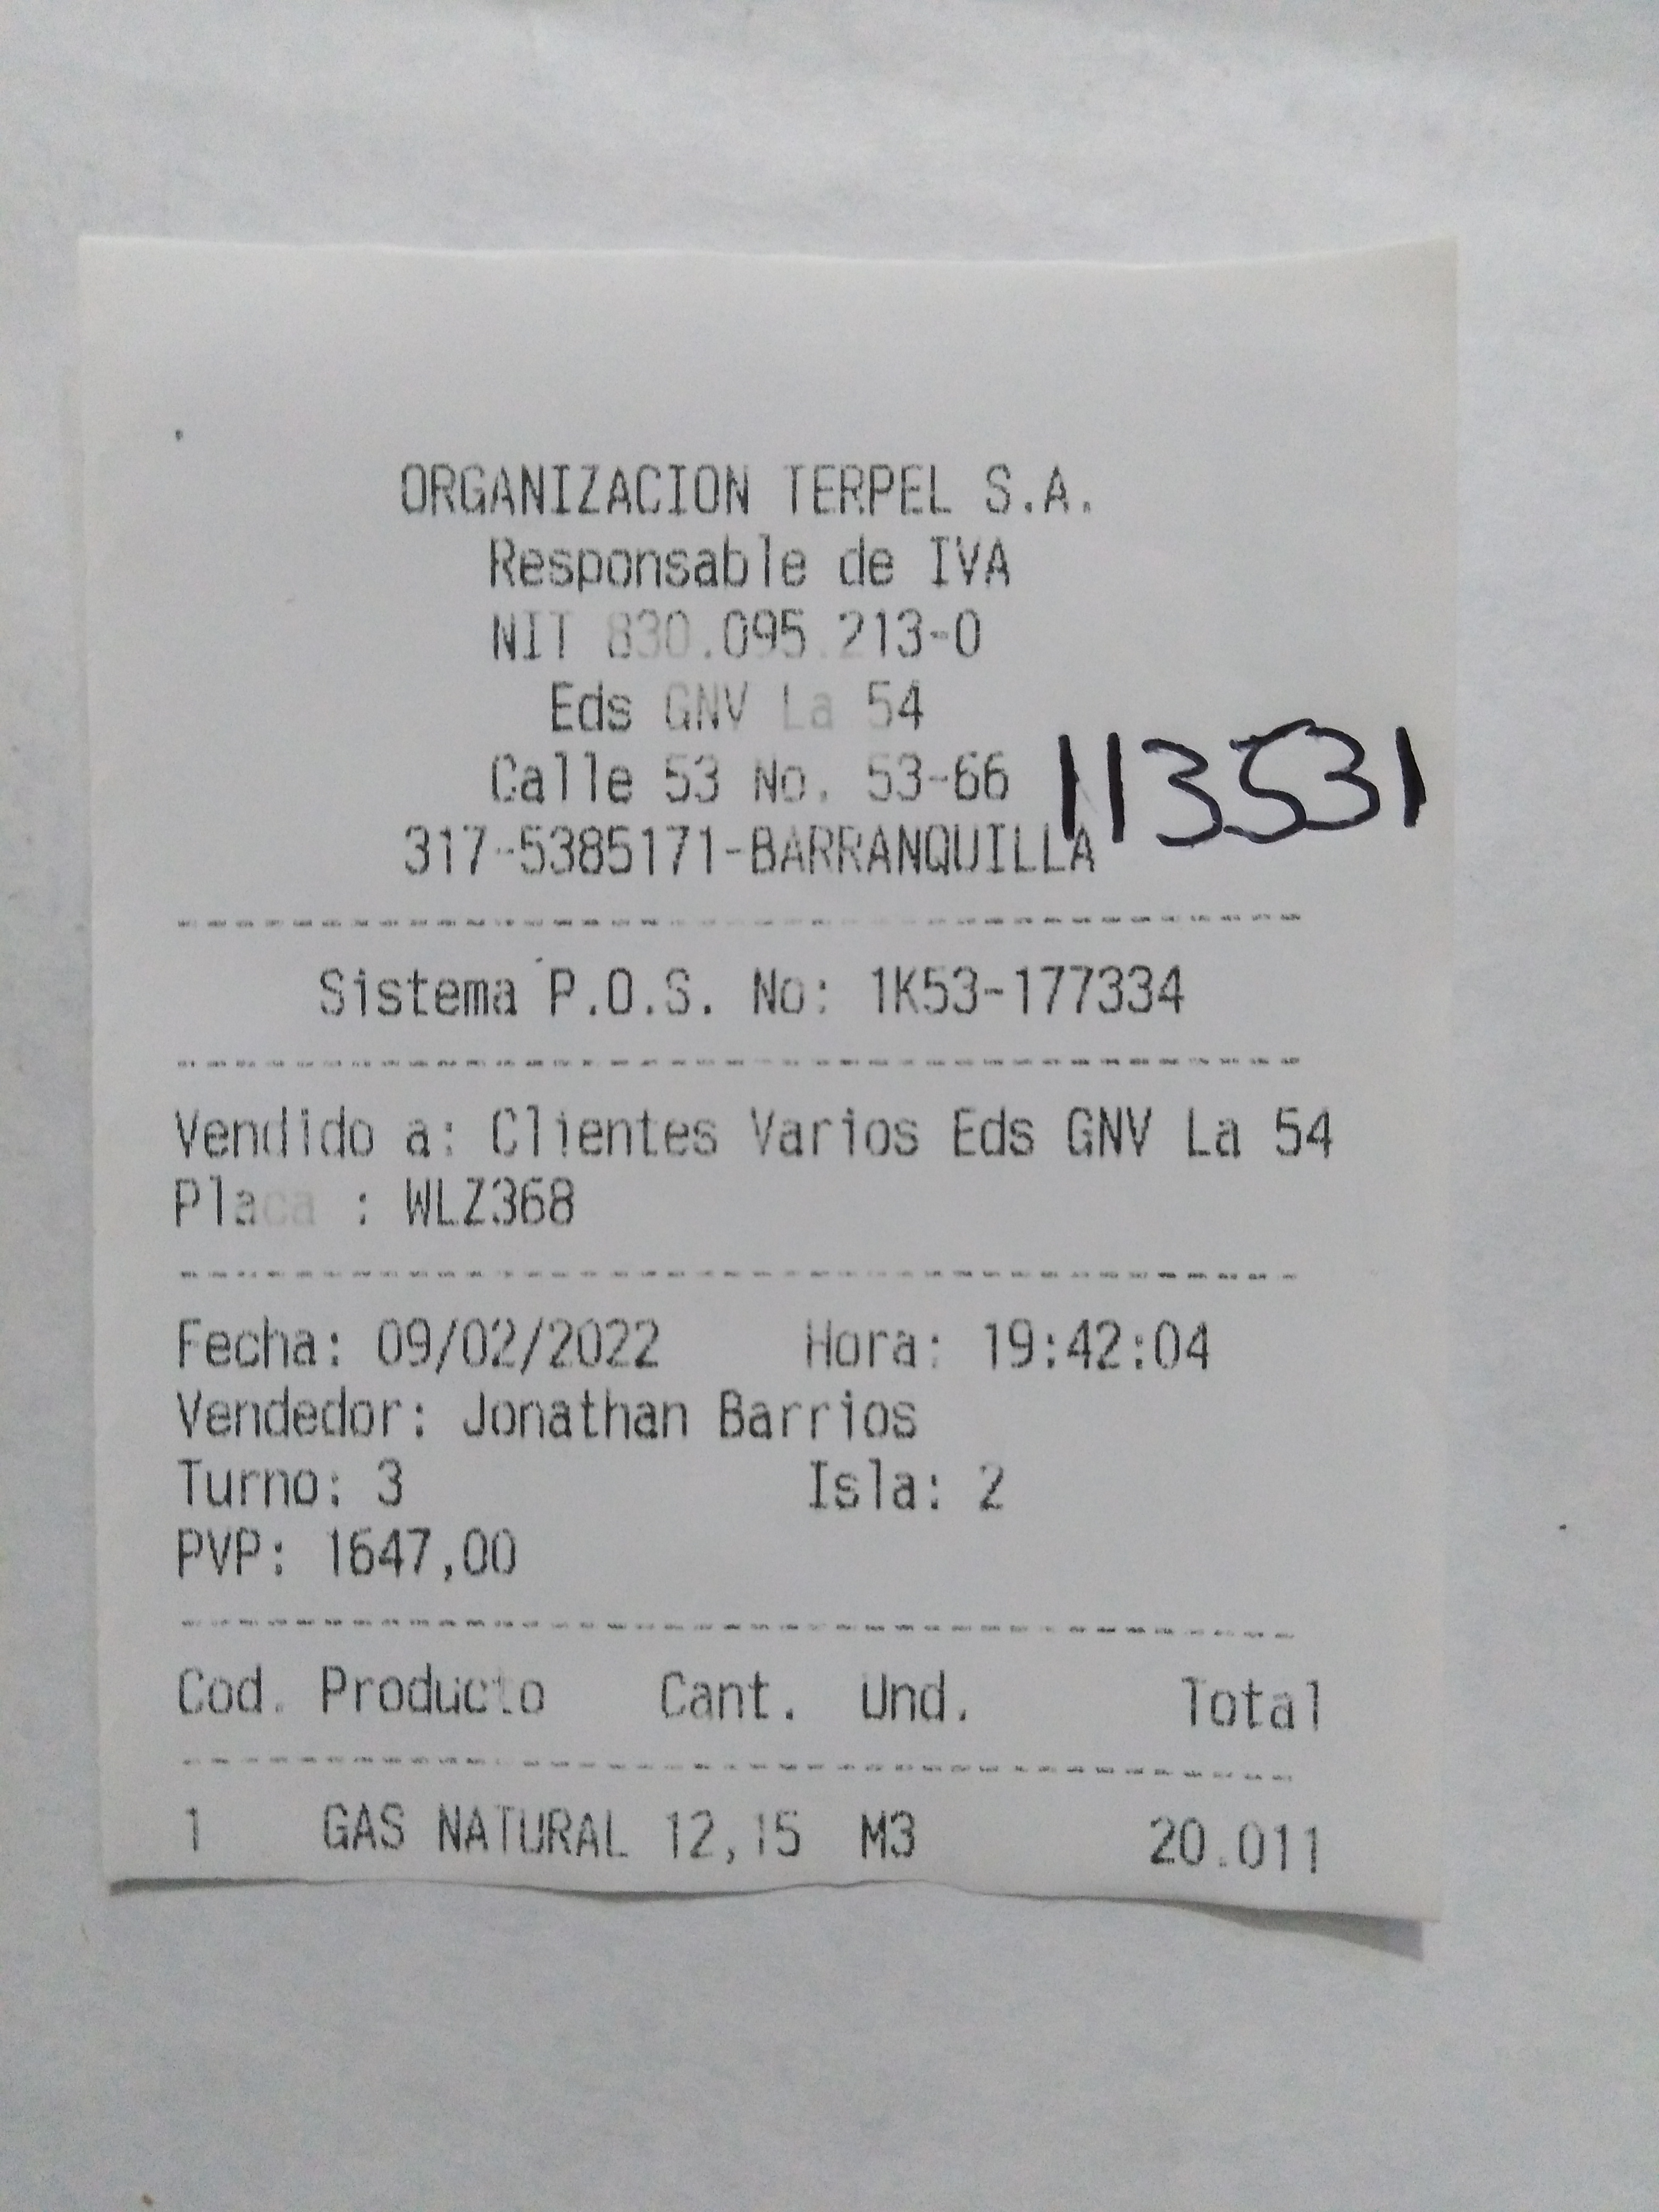 ORGANIZACION TERPEL S.A.
Responsable de IVA
NIT 830.095.213-0
Eds GNV La 54
Calle 53 No. 53-66
113531
317-5385171-BARRANQUILLA
Sistema P.O.S. No: 1K53-177334
Vendido a: Clientes Varios Eds GNV La 54
Placa : WLZ368
Fecha: 09/02/2022 Hora: 19:42:04
Vendedor: Jonathan Barrios
Turno: 3 Isla: 2
PVP: 1647,00
Cod. Producto Cant. Und. Total
1 GAS NATURAL 12,15 M3 20.011